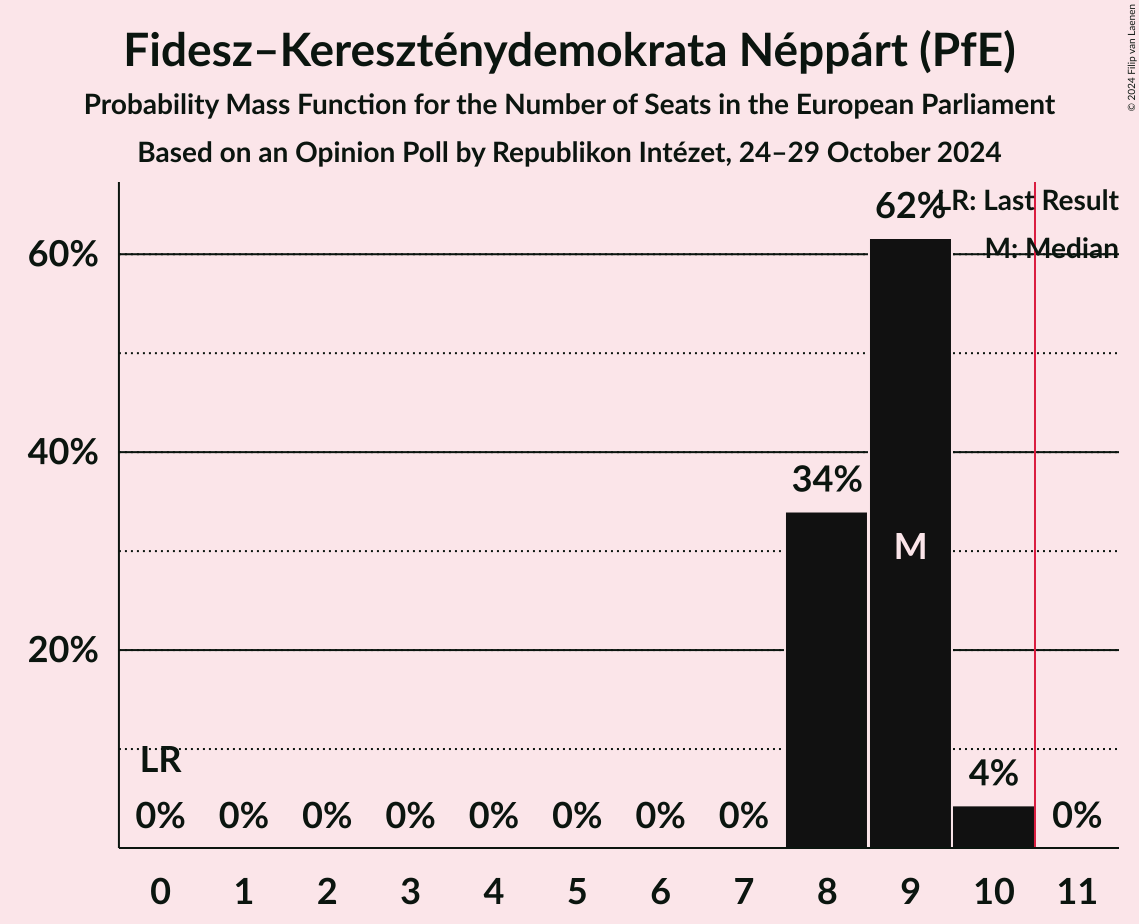 Fidesz–Kereszténydemokrata Néppárt (PfE)
Probability Mass Function for the Number of Seats in the European Parliament
Based on an Opinion Poll by Republikon Intézet, 24–29 October 2024
© 2024 Filip van Laenen
LR: Last Result
M: Median
60%
40%
20%
62%
34%
M
LR
4%
0% 0% 0% 0% 0% 0% 0% 0% 0%
0 1 2 3 4 5 6 7 8 9 10 11